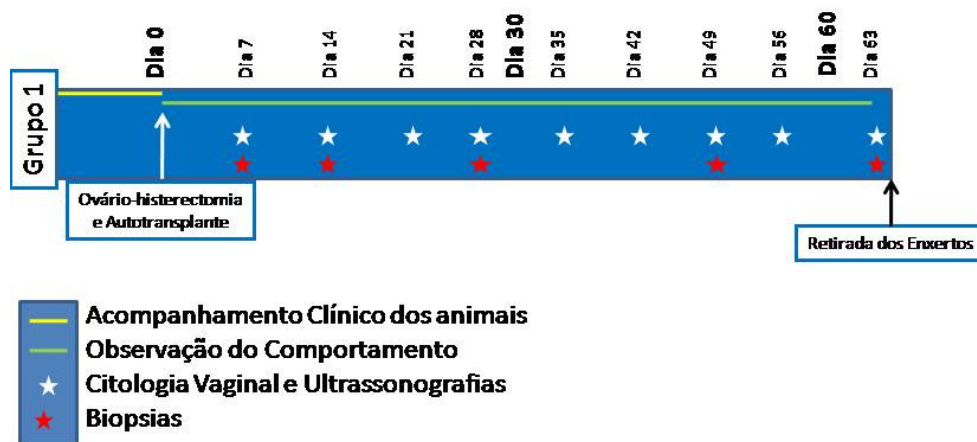 Dia 0
Dia 7
Dia 14
Dia 21
Dia 28
Dia 30
Dia 35
Dia 42
Dia 49
Dia 56
Dia 60
Dia 63
Grupo 1
Ovário-histerectomia
e Autotransplante
Retirada dos Enxertos
Acompanhamento Clínico dos animais
Observação do Comportamento
Citologia Vaginal e Ultrassonografias
Biopsias